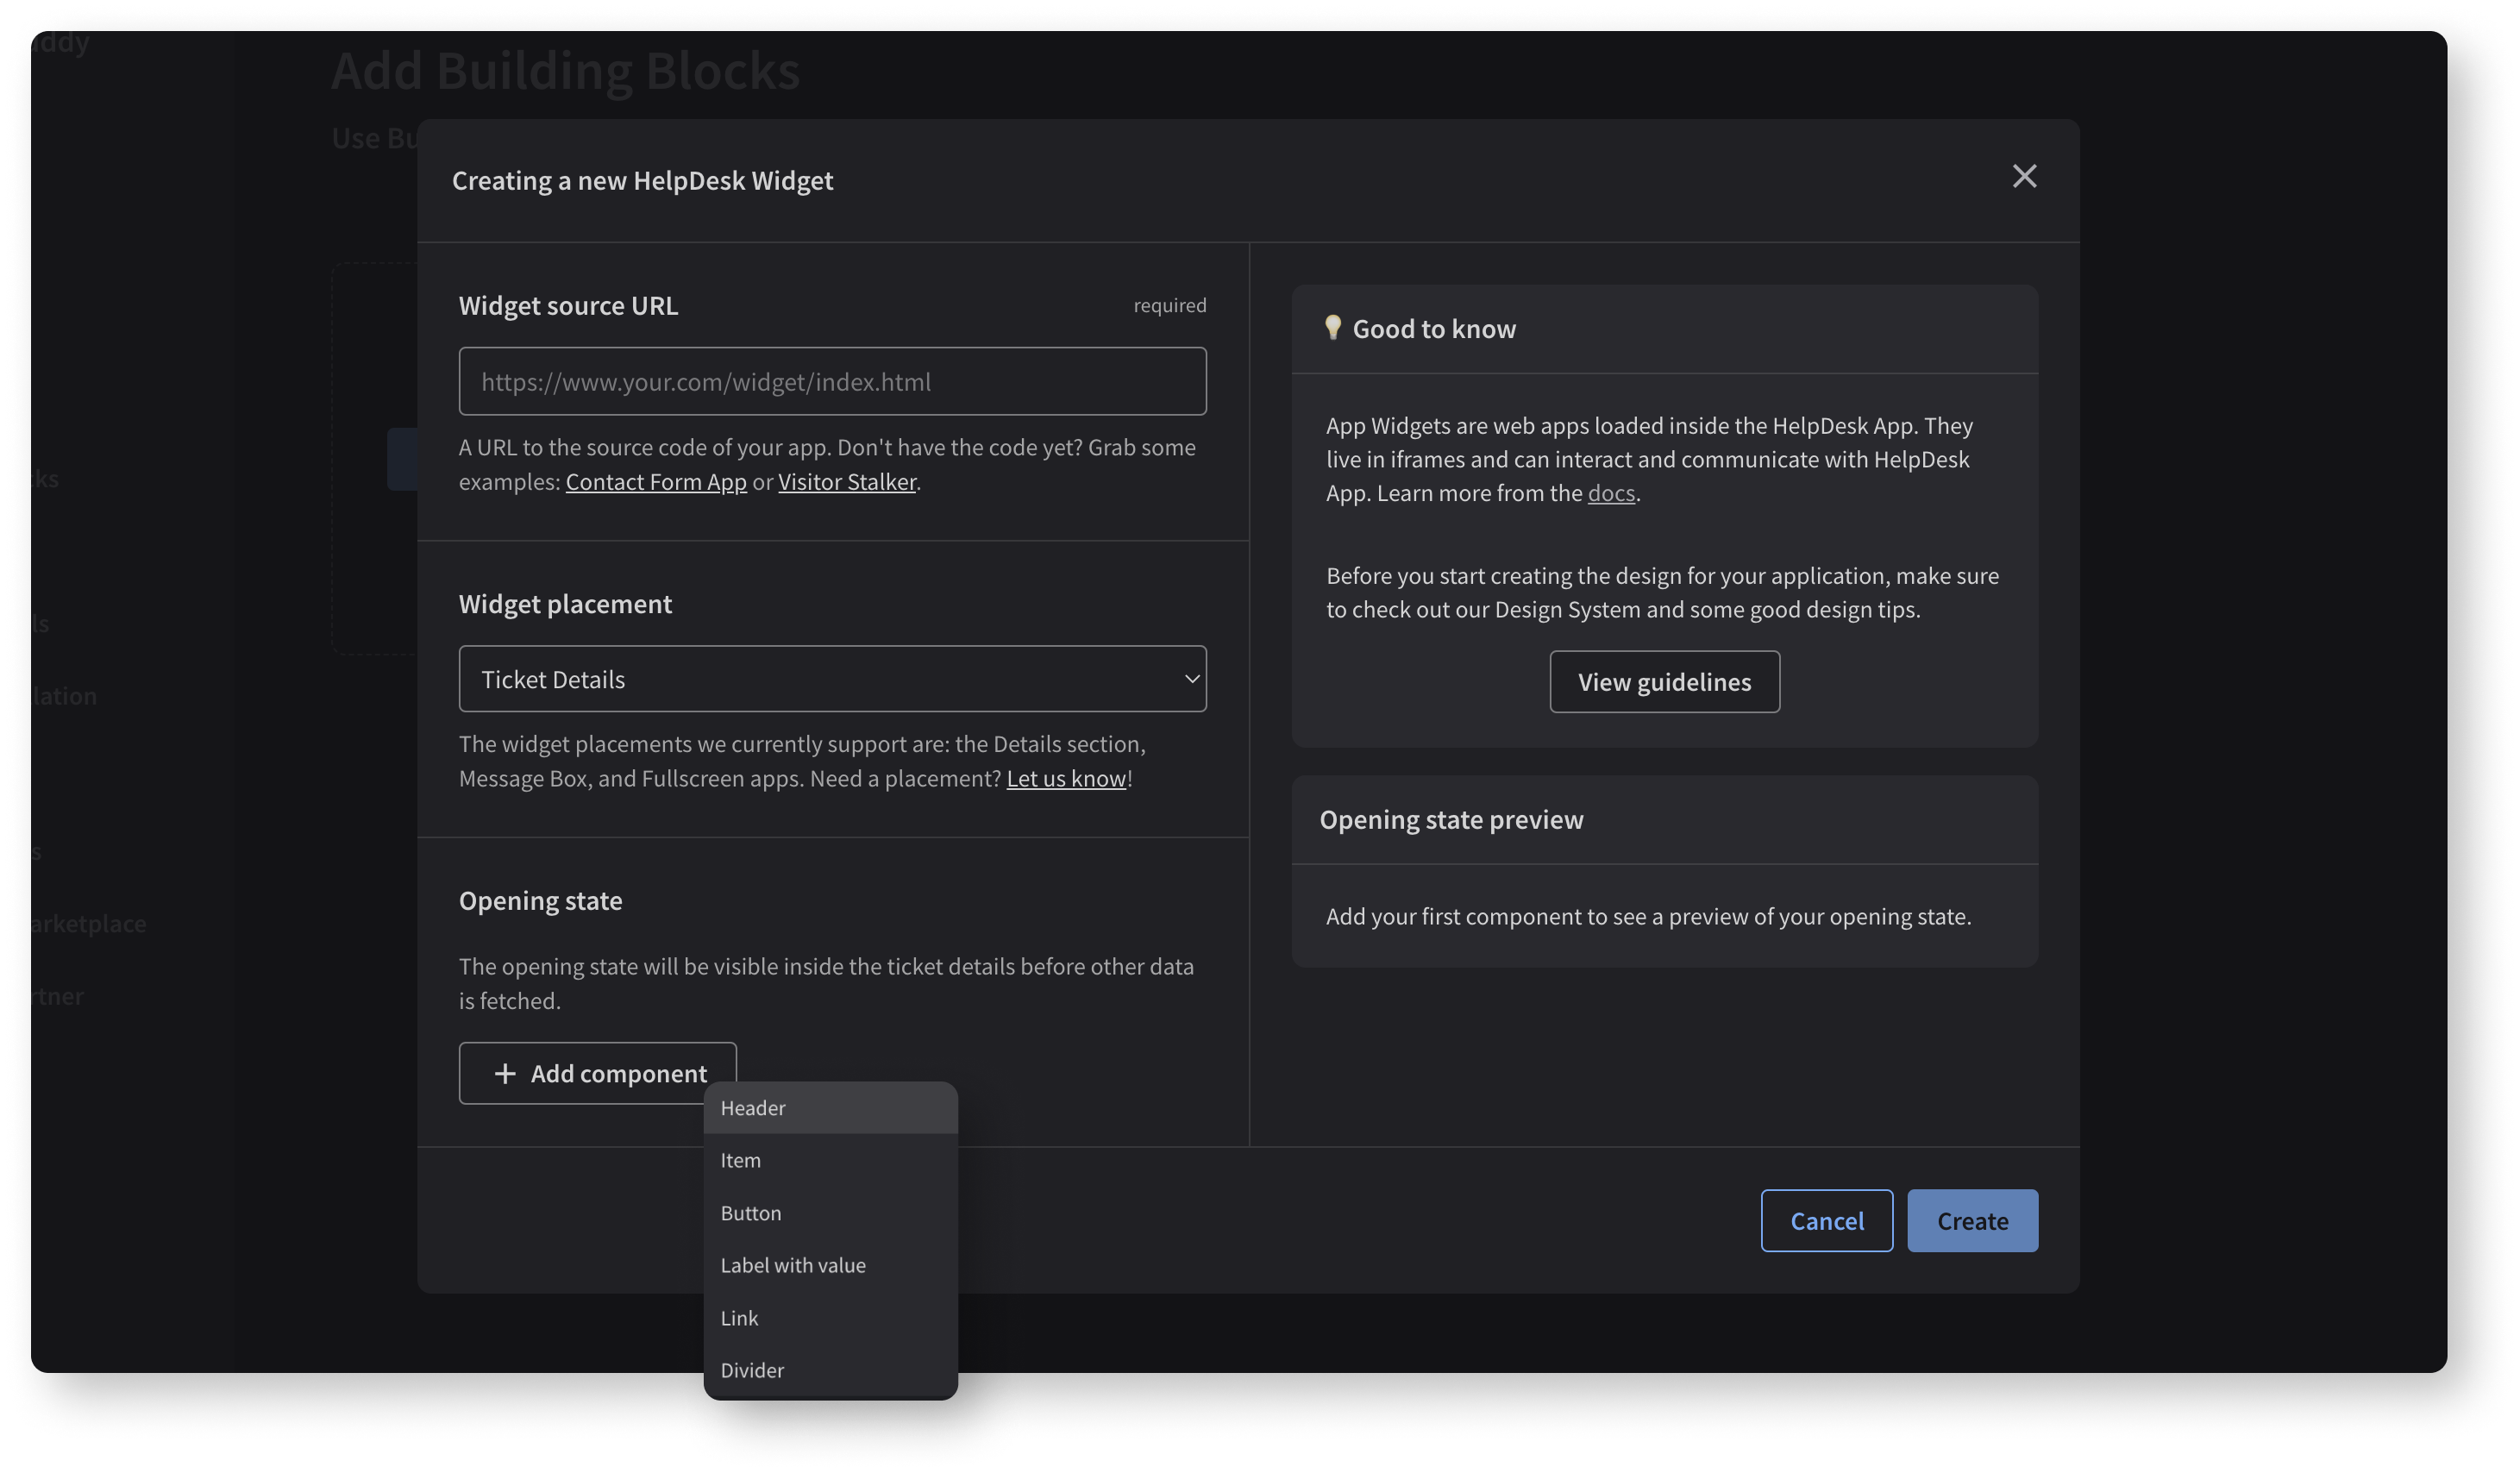 Add Building Blocks
Creating a new HelpDesk Widget
Widget source URL
required
https://www.your.com/widget/index.html
A URL to the source code of your app. Don't have the code yet? Grab some
examples: Contact Form App or Visitor Stalker.
Widget placement
Ticket Details
The widget placements we currently support are: the Details section,
Message Box, and Fullscreen apps. Need a placement? Let us know!
Opening state
The opening state will be visible inside the ticket details before other data
is fetched.
Add component
Header
Item
Button
Label with value
Link
Divider
💡 Good to know
App Widgets are web apps loaded inside the HelpDesk App. They
live in iframes and can interact and communicate with HelpDesk
App. Learn more from the docs.
Before you start creating the design for your application, make sure
to check out our Design System and some good design tips.
View guidelines
Opening state preview
Add your first component to see a preview of your opening state.
Cancel
Create